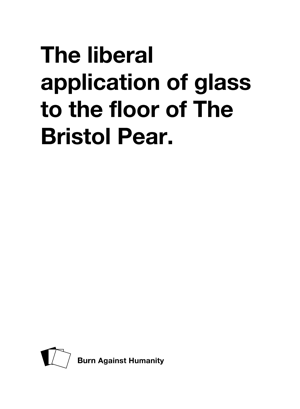 The liberal
application of glass
to the floor of The
Bristol Pear.
Burn Against Humanity